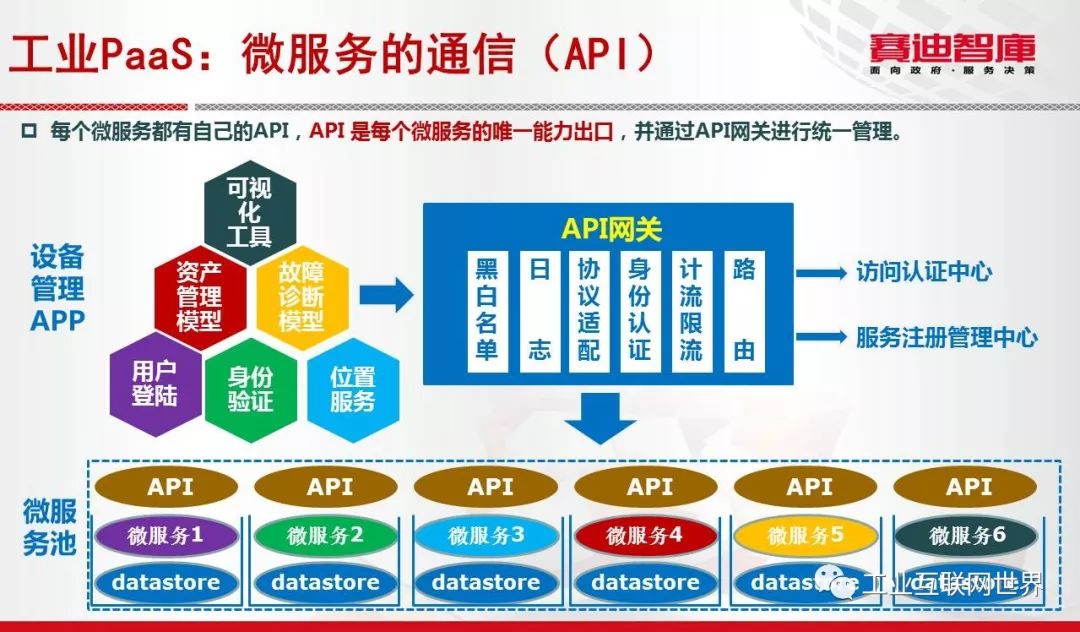 工业PaaS：微服务的通信（API）
赛迪智库
面向政府·服务决策
每个微服务都有自己的API，API 是每个微服务的唯一能力出口，并通过API网关进行统一管理。
设备
管理
APP
可视
化
工具
资产
管理
模型
故障
诊断
模型
用户
登陆
身份
验证
位置
服务
API网关
黑白名单
日志
协议适配
身份认证
计流限流
路由
访问认证中心
服务注册管理中心
微服
务池
API API API API API API
微服务1 微服务2 微服务3 微服务4 微服务5 微服务6
datastore datastore datastore datastore datastore datastore
工业互联网世界